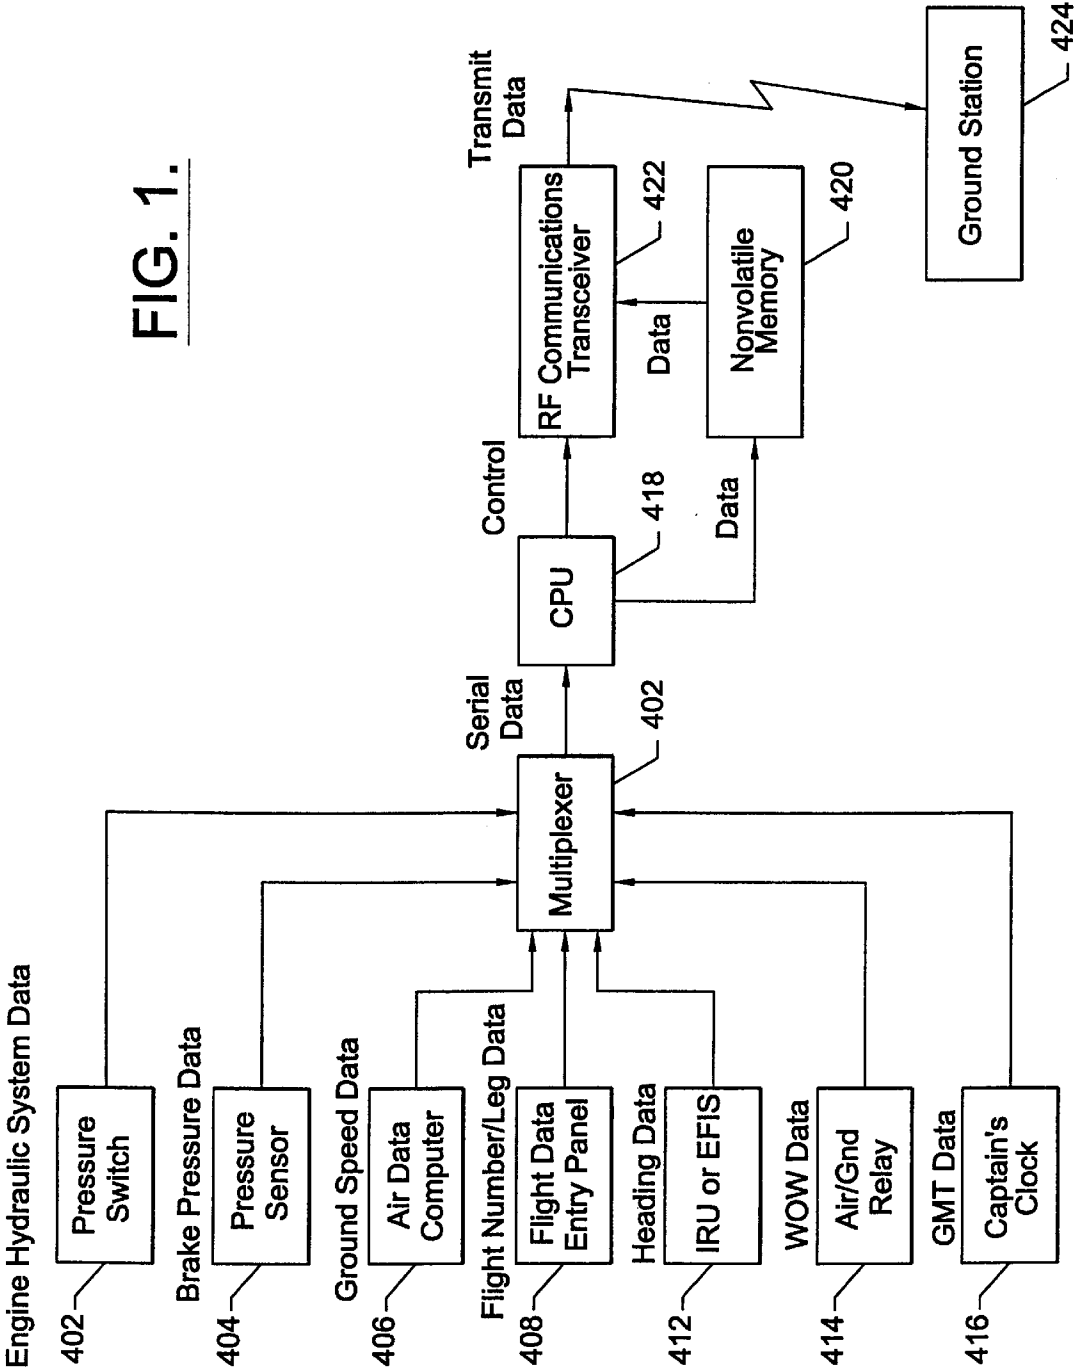 FIG. 1.
Engine Hydraulic System Data
Pressure
Switch
402
Brake Pressure Data
Pressure
Sensor
404
Ground Speed Data
Air Data
Computer
406
Flight Number/Leg Data
Flight Data
Entry Panel
408
Heading Data
IRU or EFIS
412
WOW Data
Air/Gnd
Relay
414
GMT Data
Captain's
Clock
416
Multiplexer
402
Serial
Data
CPU
418
Control
Data
RF Communications
Transceiver
422
Data
Nonvolatile
Memory
420
Transmit
Data
Ground Station
424